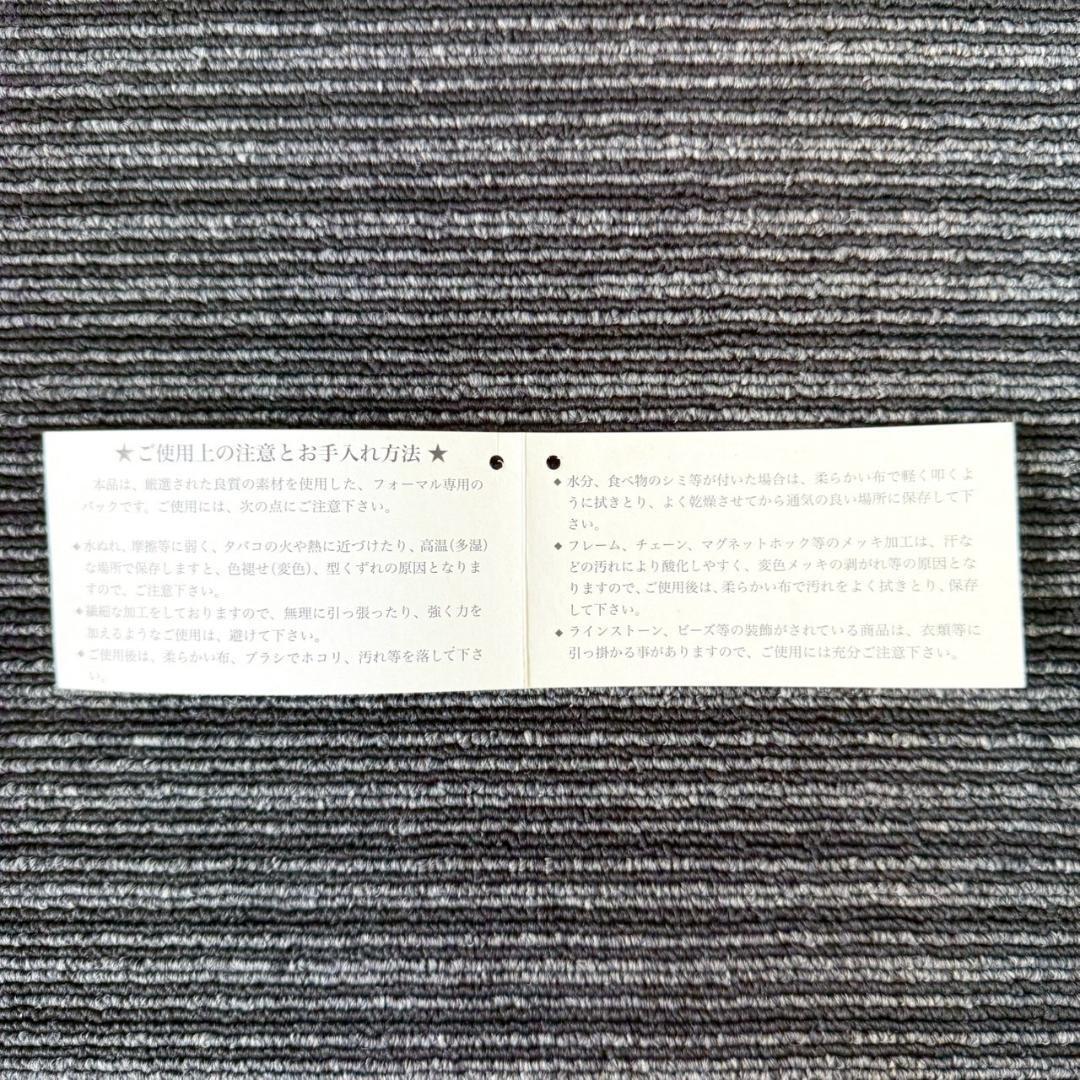 ★ご使用上の注意とお手入れ方法★
本品は、厳選された良質の素材を使用した、フォーマル専用の
バックです。ご使用には、次の点にご注意下さい。
◆水ぬれ、摩擦等に弱く、タバコの火や熱に近づけたり、高温(多湿)
な場所で保存しますと、色褪せ(変色)、型くずれの原因となりま
すので、ご注意下さい。
◆繊細な加工をしておりますので、無理に引っ張ったり、強く力を
加えるようなご使用は、避けて下さい。
◆ご使用後は、柔らかい布、ブラシでホコリ、汚れ等を落して下さ
い。
◆水分、食べ物のシミ等が付いた場合は、柔らかい布で軽く叩くよ
うに拭きとり、よく乾燥させてから通気の良い場所に保存して下
さい。
◆フレーム、チェーン、マグネットホック等のメッキ加工は、汗な
どの汚れにより酸化しやすく、変色メッキの剥がれ等の原因とな
りますので、ご使用後は、柔らかい布で汚れをよく拭きとり、保存
して下さい。
◆ラインストーン、ビーズ等の装飾がされている商品は、衣類等に
引っ掛かる事がありますので、ご使用には充分ご注意下さい。